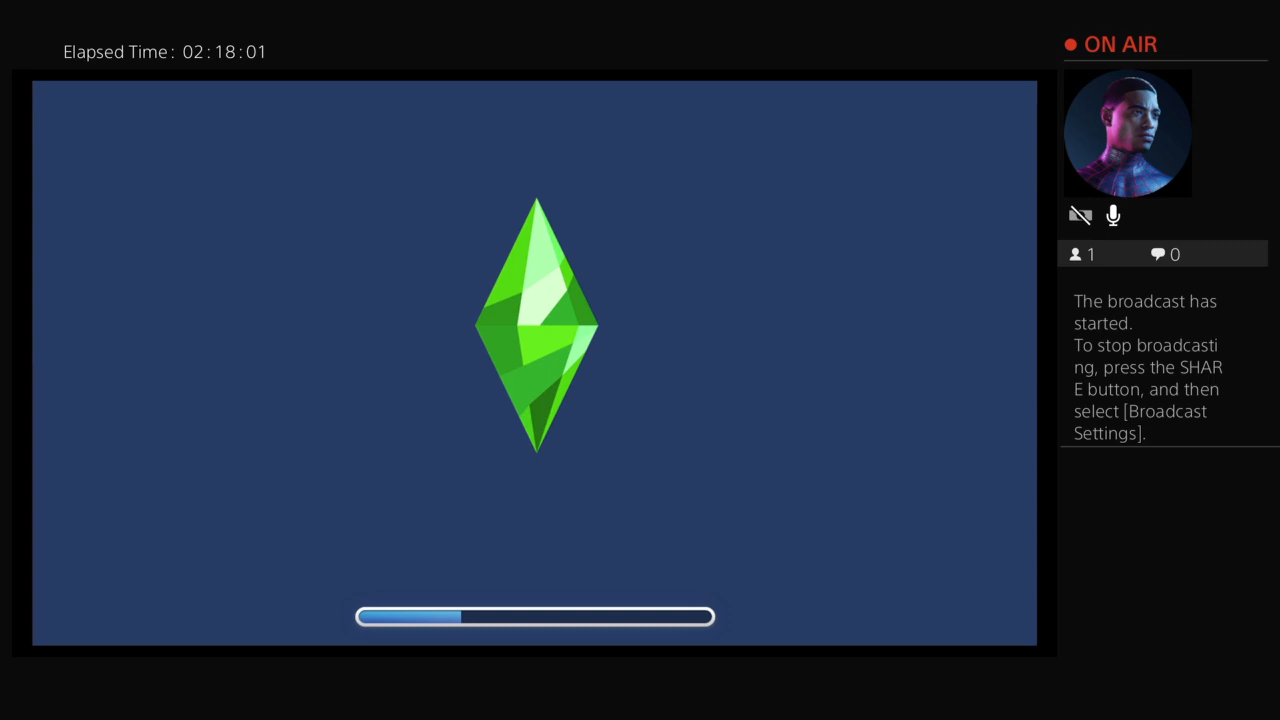 Elapsed Time: 02:18:01
ON AIR
1 0
The broadcast has
started.
To stop broadcasti
ng, press the SHAR
E button, and then
select [Broadcast
Settings].